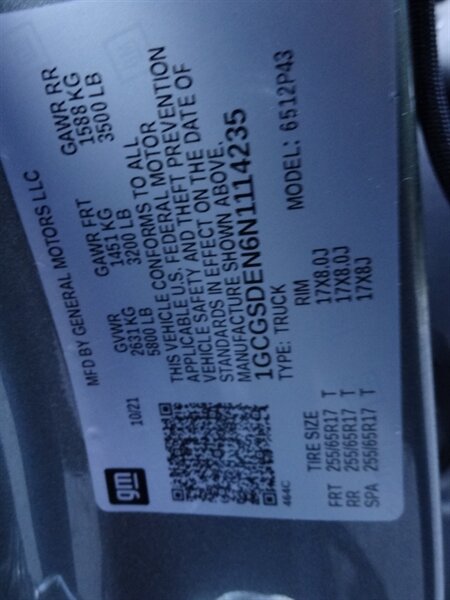 MFD BY GENERAL MOTORS LLC
10/21 GVWR GAWR FRT GAWR RR
2631 KG 1451 KG 1588 KG
5800 LB 3200 LB 3500 LB
THIS VEHICLE CONFORMS TO ALL
APPLICABLE U.S. FEDERAL MOTOR
VEHICLE SAFETY AND THEFT PREVENTION
STANDARDS IN EFFECT ON THE DATE OF
MANUFACTURE SHOWN ABOVE.
1GCGSDEN6N1114235
TYPE: TRUCK MODEL: 6512P43
gm
464C
TIRE SIZE RIM
FRT 255/65R17 T 17X8.0J
RR 255/65R17 T 17X8.0J
SPA 255/65R17 T 17X8J